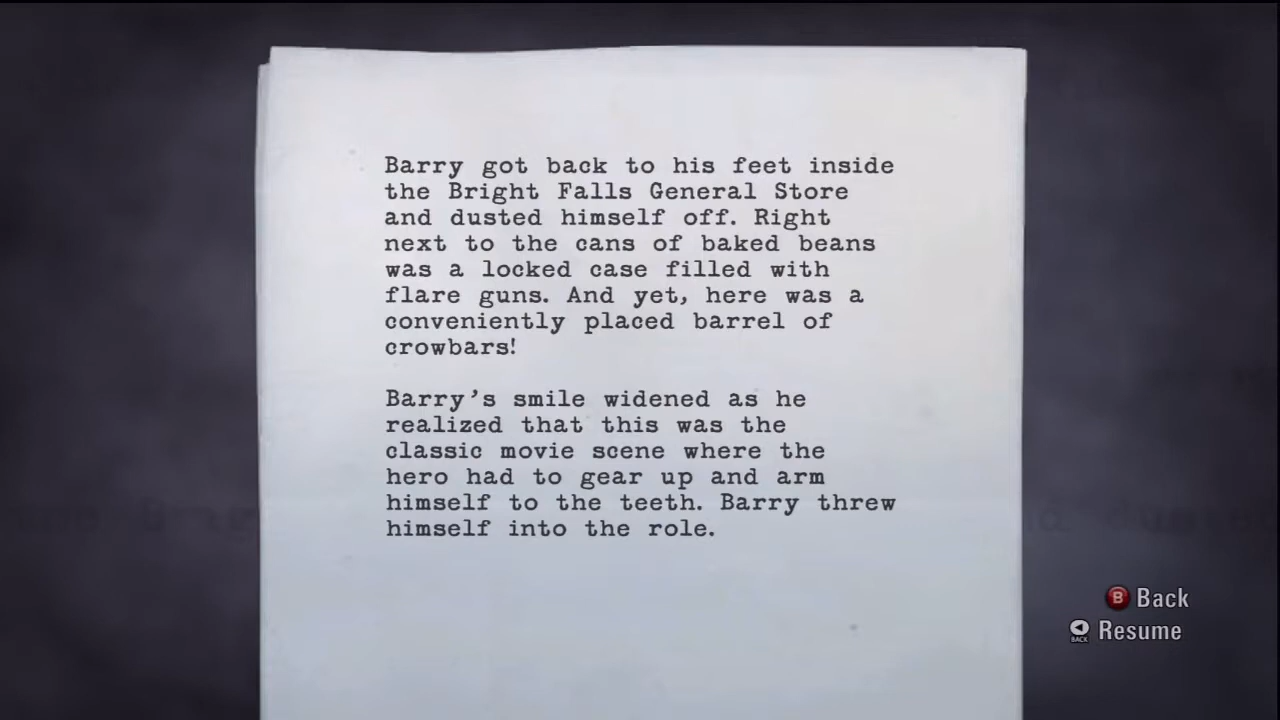 Barry got back to his feet inside
the Bright Falls General Store
and dusted himself off. Right
next to the cans of baked beans
was a locked case filled with
flare guns. And yet, here was a
conveniently placed barrel of
crowbars!
Barry's smile widened as he
realized that this was the
classic movie scene where the
hero had to gear up and arm
himself to the teeth. Barry threw
himself into the role.
B Back
BACK Resume